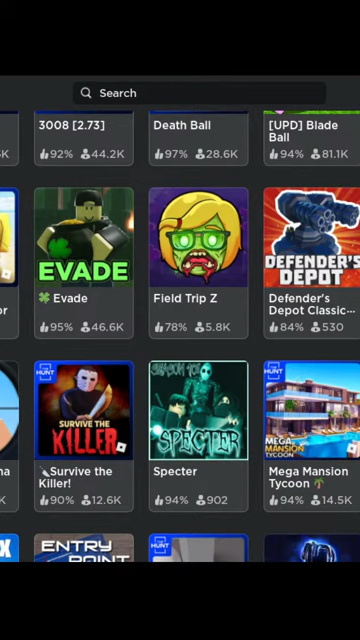 Search
3008 [2.73]
Death Ball
[UPD] Blade
Ball
92% 44.2K
97% 28.6K
94% 81.1K
EVADE
DEFENDER'S
DEPOT
🍀 Evade
Field Trip Z
Defender's
Depot Classic...
95% 46.6K
78% 5.8K
84% 530
HUNT
SURVIVE THE
KILLER
SEASON 101
SPECTER
HUNT
MEGA
MANSION
TYCOON
🔪Survive the
Killer!
Specter
Mega Mansion
Tycoon 🌴
90% 12.6K
94% 902
94% 14.5K
ENTRY
POINT
HUNT